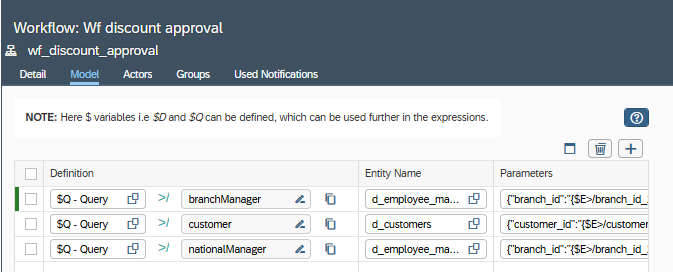 Workflow: Wf discount approval
wf_discount_approval
Detail Model Actors Groups Used Notifications
NOTE: Here $ variables i.e $D and $Q can be defined, which can be used further in the expressions.
Definition Entity Name Parameters
$Q - Query >/ branchManager d_employee_ma... {"branch_id":"{$E>/branch_id_
$Q - Query >/ customer d_customers {"customer_id":"{$E>/customer
$Q - Query >/ nationalManager d_employee_ma... {"branch_id":"{$E>/branch_id_